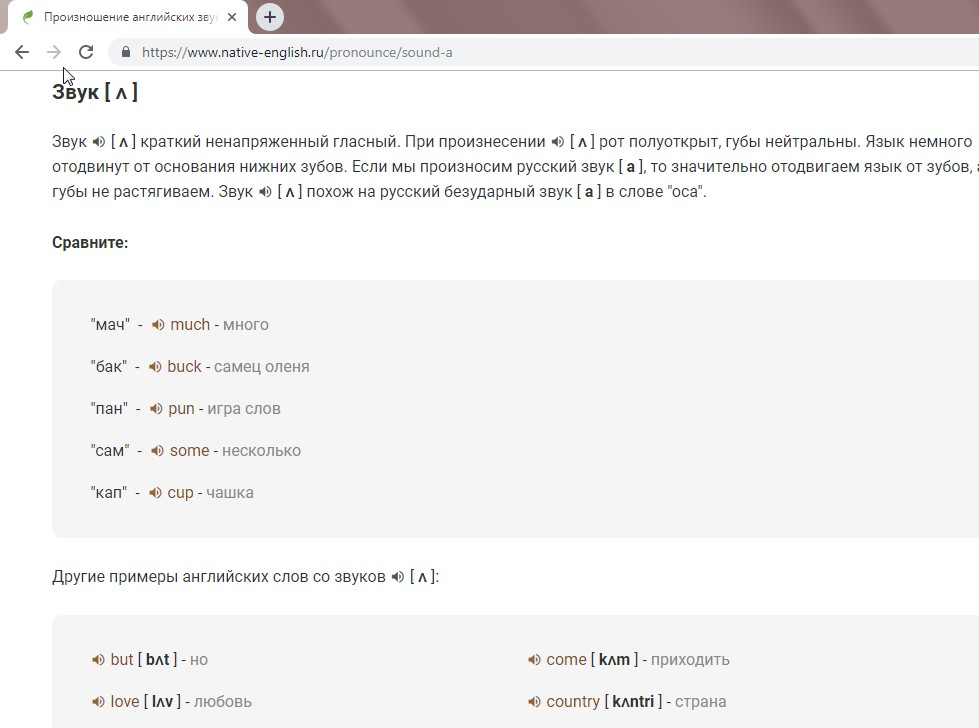 Произношение английских зву
https://www.native-english.ru/pronounce/sound-a
Звук [ ʌ ]
Звук [ ʌ ] краткий ненапряженный гласный. При произнесении [ ʌ ] рот полуоткрыт, губы нейтральны. Язык немного
отодвинут от основания нижних зубов. Если мы произносим русский звук [ а ], то значительно отодвигаем язык от зубов, а
губы не растягиваем. Звук [ ʌ ] похож на русский безударный звук [ а ] в слове "оса".
Сравните:
"мач" - much - много
"бак" - buck - самец оленя
"пан" - pun - игра слов
"сам" - some - несколько
"кап" - cup - чашка
Другие примеры английских слов со звуков [ ʌ ]:
but [ bʌt ] - но
come [ kʌm ] - приходить
love [ lʌv ] - любовь
country [ kʌntri ] - страна